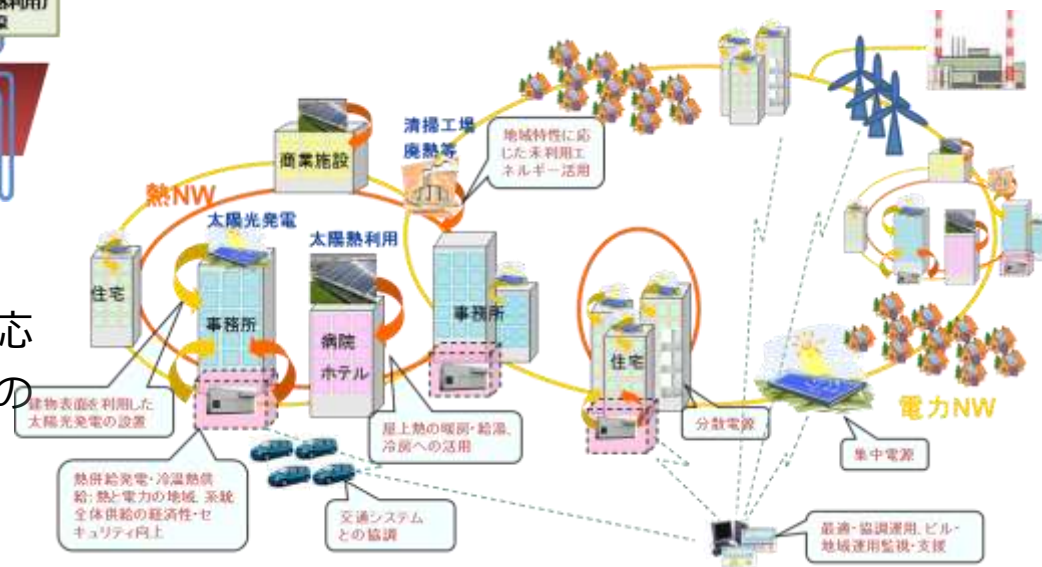 清掃工場
廃熱等
地域特性に応
じた未利用エ
ネルギー活用
商業施設
熱NW
太陽光発電
太陽熱利用
住宅
事務所
病院
ホテル
事務所
住宅
応
の
建物表面を利用した
太陽光発電の設置
屋上熱の暖房・給湯、
冷房への活用
分散電源
電力NW
集中電源
熱併給発電・冷温熱供
給:熱と電力の地域、系統
全体供給の経済性・セ
キュリティ向上
交通システム
との協調
最適・協調運用、ビル・
地域運用監視・支援